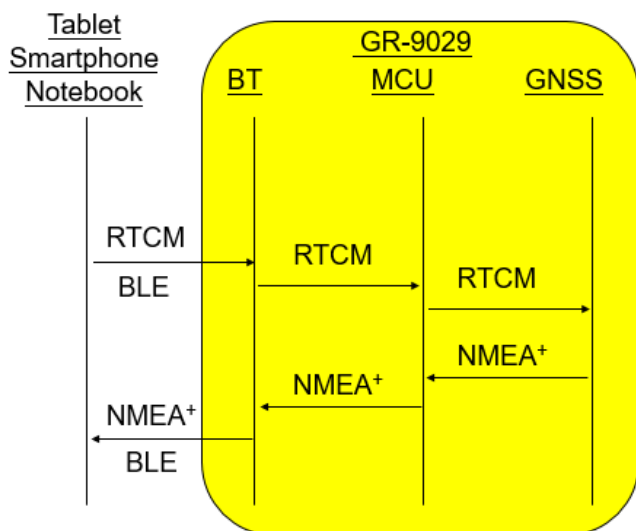 Tablet
Smartphone
Notebook
GR-9029
BT
MCU
GNSS
RTCM
BLE
RTCM
RTCM
NMEA⁺
NMEA⁺
NMEA⁺
BLE